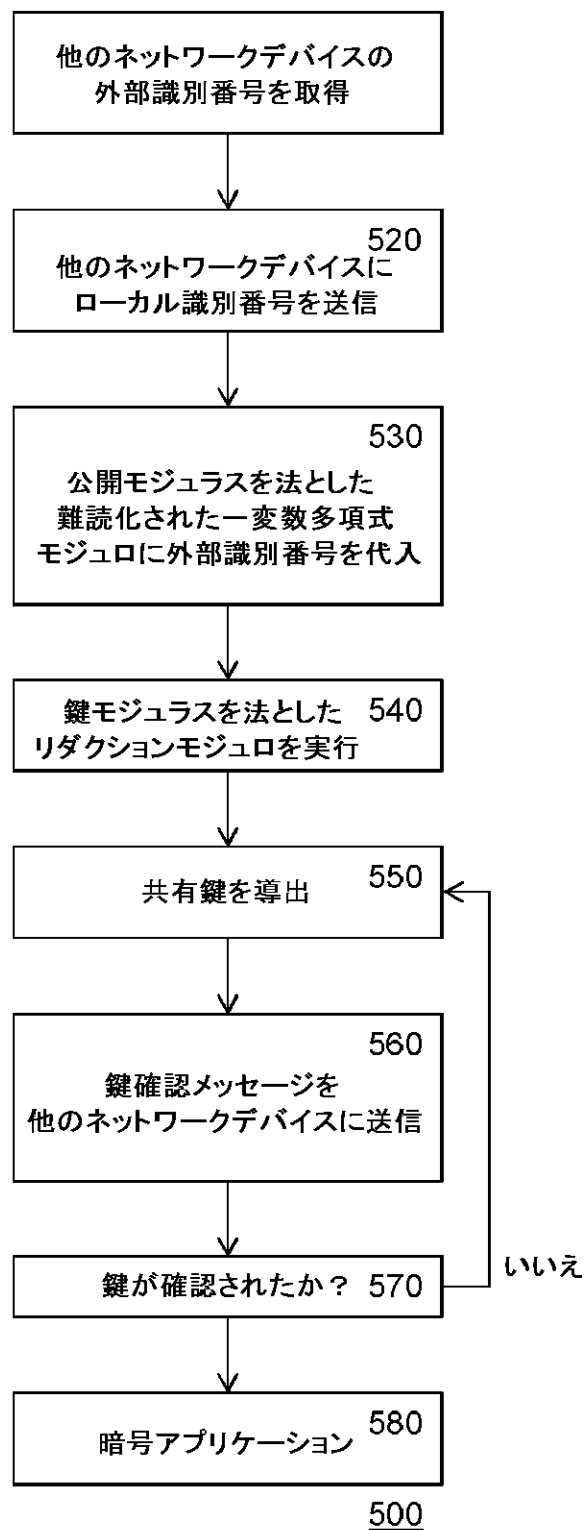 他のネットワークデバイスの
外部識別番号を取得
520
他のネットワークデバイスに
ローカル識別番号を送信
530
公開モジュラスを法とした
難読化された一変数多項式
モジュロに外部識別番号を代入
鍵モジュラスを法とした 540
リダクションモジュロを実行
共有鍵を導出 550
560
鍵確認メッセージを
他のネットワークデバイスに送信
鍵が確認されたか？ 570
いいえ
暗号アプリケーション 580
500